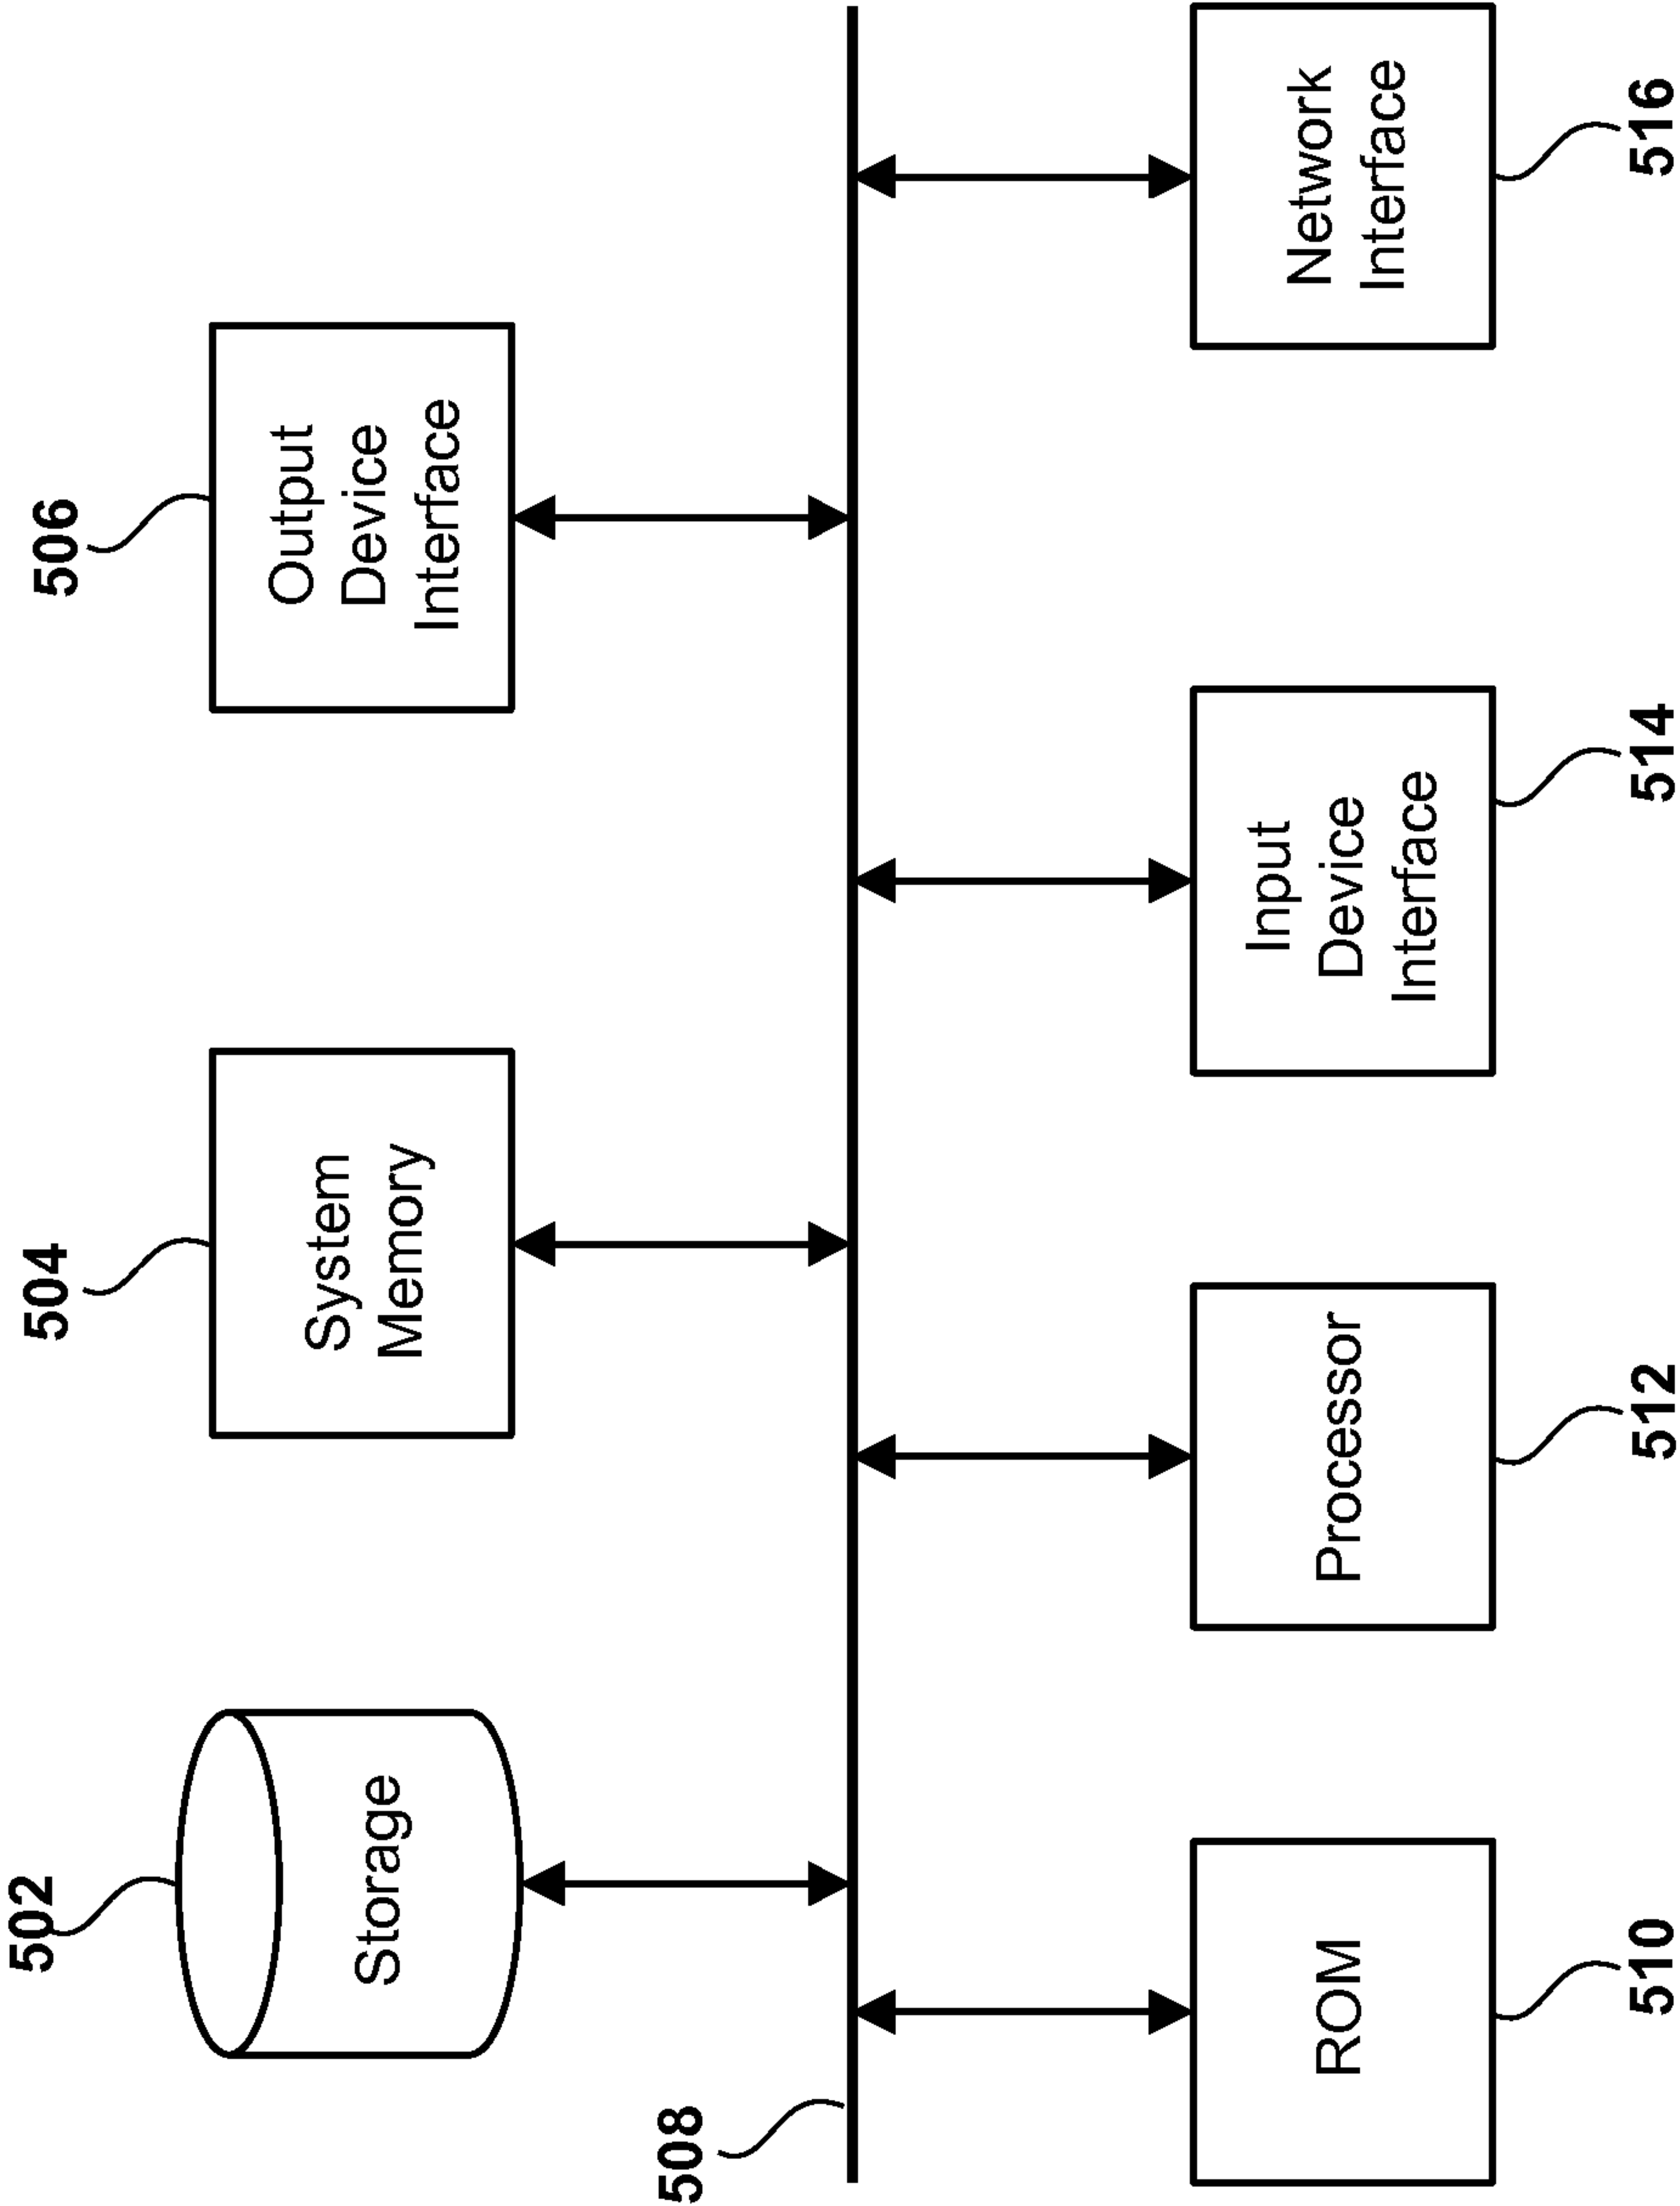 502
504
506
Storage
System
Memory
Output
Device
Interface
508
ROM
Processor
Input
Device
Interface
Network
Interface
510
512
514
516